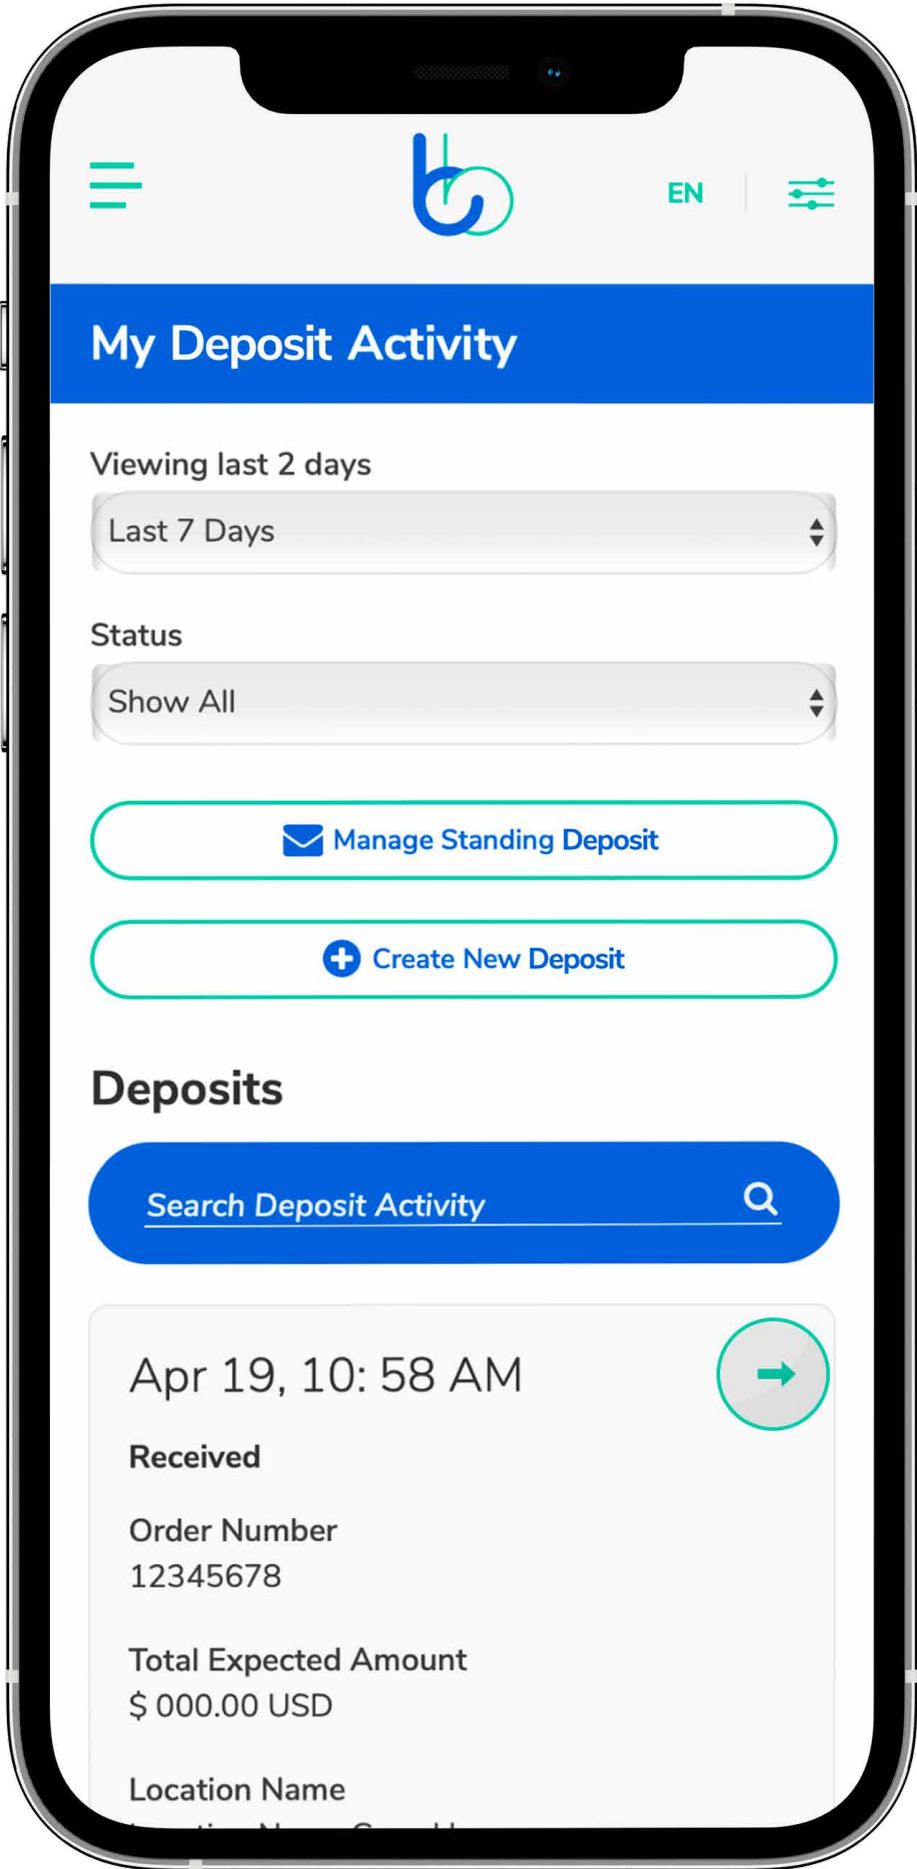 EN
My Deposit Activity
Viewing last 2 days
Last 7 Days
Status
Show All
Manage Standing Deposit
Create New Deposit
Deposits
Search Deposit Activity
Apr 19, 10: 58 AM
Received
Order Number
12345678
Total Expected Amount
$ 000.00 USD
Location Name